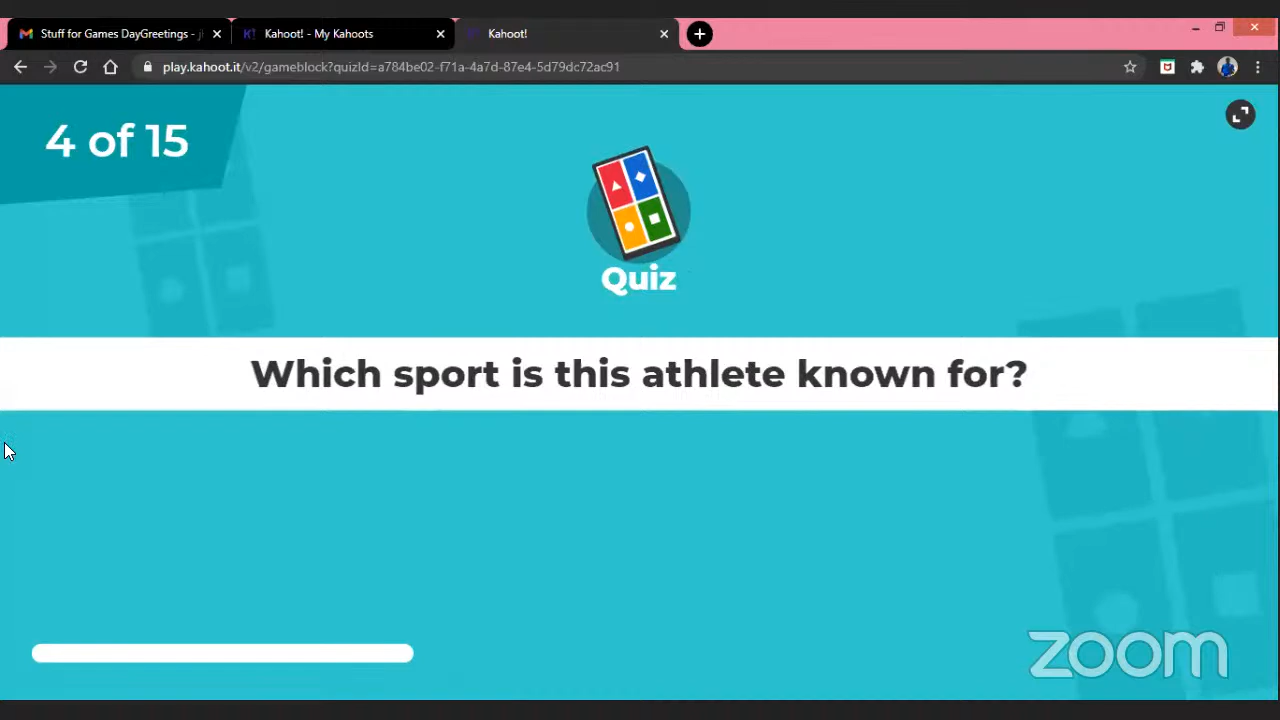 Stuff for Games DayGreetings - j
Kahoot! - My Kahoots
Kahoot!
play.kahoot.it/v2/gameblock?quizId=a784be02-f71a-4a7d-87e4-5d79dc72ac91
4 of 15
Quiz
Which sport is this athlete known for?
zoom